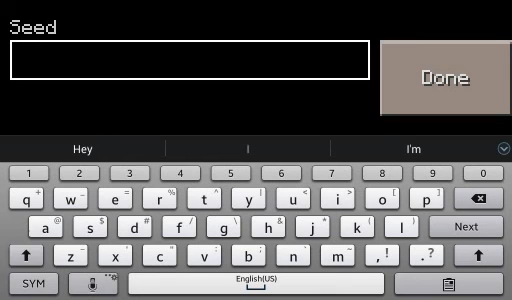 Seed
Done
Hey I I'm
1 2 3 4 5 6 7 8 9 0
q + w _ e = r % t ^ y | u < i > o [ p ]
a @ s $ d # f / g \ h & j * k ( l ) Next
z - x ' c " v : b ; n ` m ~ , ! . ?
SYM English(US)